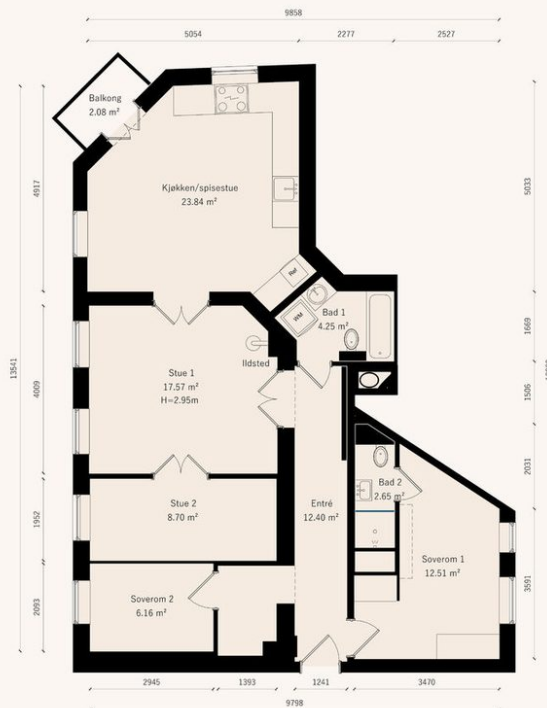 9858
5054
2277
2527
Balkong
2.08 m²
4917
Kjøkken/spisestue
23.84 m²
5033
Ref
WM
Bad 1
4.25 m²
1669
Ildsted
13541
4009
Stue 1
17.57 m²
H=2.95m
1506
2031
Bad 2
2.65 m²
1952
Stue 2
8.70 m²
Entré
12.40 m²
Soverom 1
12.51 m²
3591
2093
Soverom 2
6.16 m²
2945
1393
1241
3470
9798